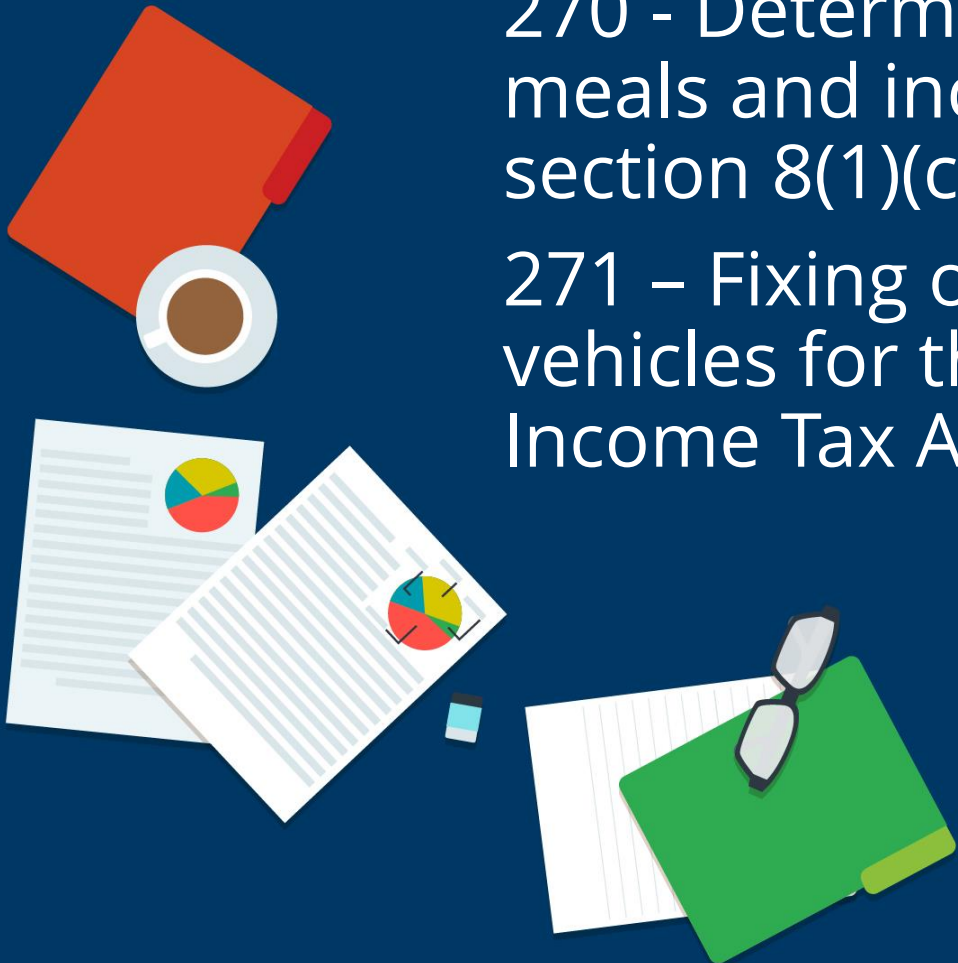 270 - Determ
meals and inc
section 8(1)(c
271 – Fixing o
vehicles for th
Income Tax A